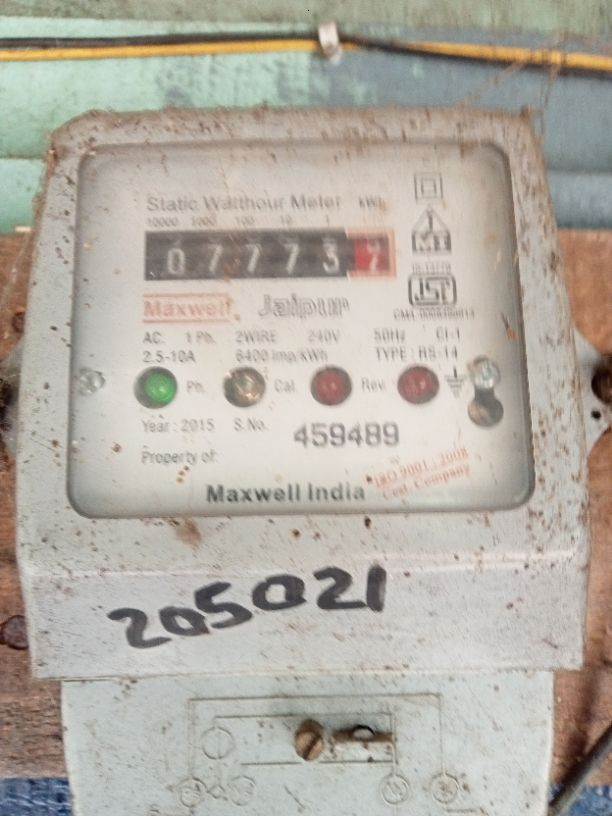 Static Watthour Meter kWh
10000 1000 100 10 1
0 7 7 7 3 7
Maxwell Jaipur
AC. 1 Ph. 2WIRE 240V 50Hz Cl-1
2.5-10A 6400 imp/kWh TYPE : RS-14
Ph. Cal. Rev.
Year : 2015 S.No. 459489
Property of:
ISO 9001 : 2008
Cert. Company
Maxwell India
205021